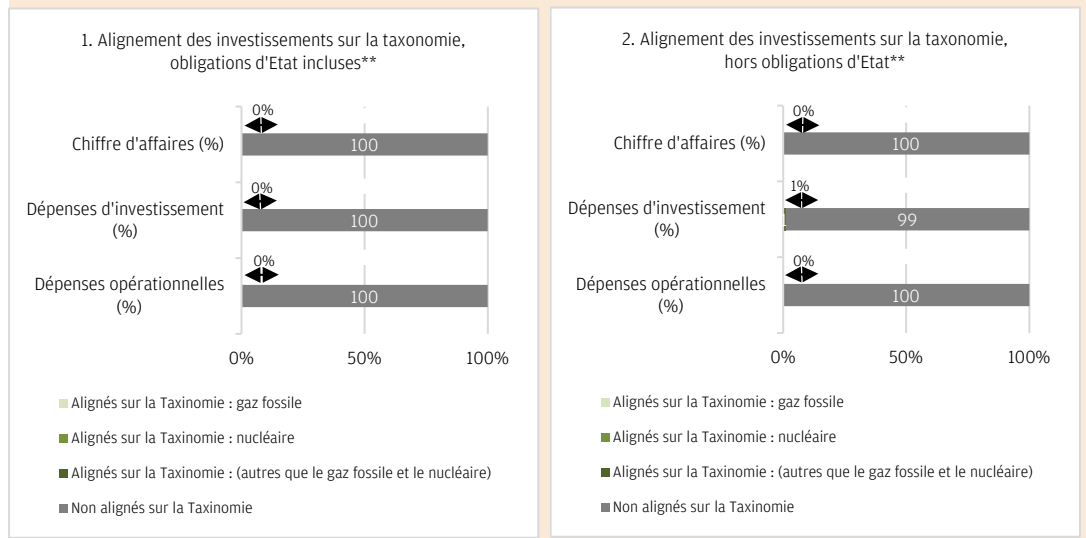 1. Alignement des investissements sur la taxonomie,
obligations d'Etat incluses**
0%
Chiffre d'affaires (%)
100
0%
Dépenses d'investissement
(%)
100
0%
Dépenses opérationnelles
(%)
100
0%
50%
100%
Alignés sur la Taxinomie : gaz fossile
Alignés sur la Taxinomie : nucléaire
Alignés sur la Taxinomie : (autres que le gaz fossile et le nucléaire)
Non alignés sur la Taxinomie
2. Alignement des investissements sur la taxonomie,
hors obligations d'Etat**
0%
Chiffre d'affaires (%)
100
1%
Dépenses d'investissement
(%)
99
0%
Dépenses opérationnelles
(%)
100
0%
50%
100%
Alignés sur la Taxinomie : gaz fossile
Alignés sur la Taxinomie : nucléaire
Alignés sur la Taxinomie : (autres que le gaz fossile et le nucléaire)
Non alignés sur la Taxinomie